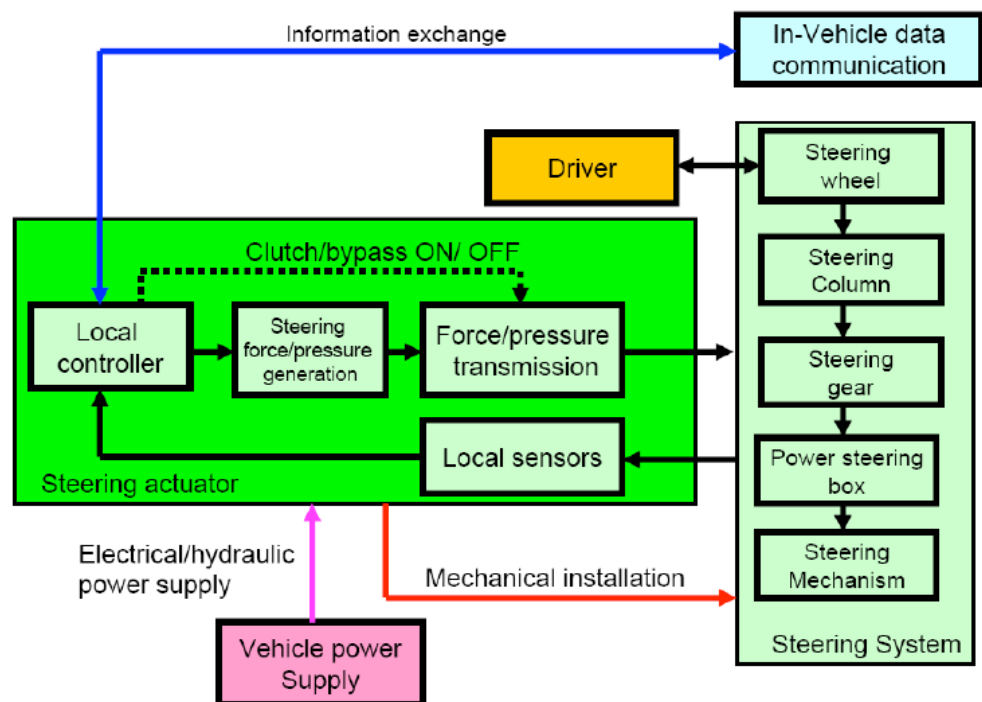 Information exchange
In-Vehicle data
communication
Driver
Steering
wheel
Clutch/bypass ON/ OFF
Steering
Column
Local
controller
Steering
force/pressure
generation
Force/pressure
transmission
Steering
gear
Local sensors
Power steering
box
Steering actuator
Electrical/hydraulic
power supply
Mechanical installation
Steering
Mechanism
Steering System
Vehicle power
Supply